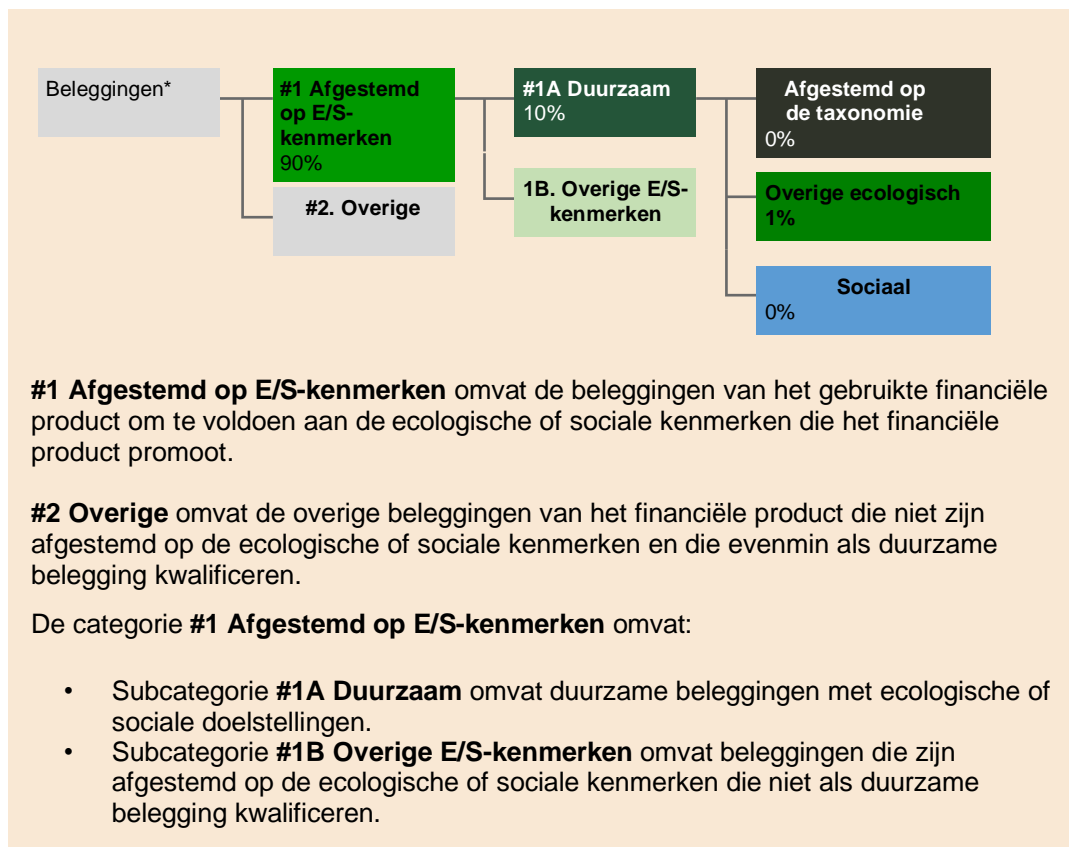 Beleggingen*
#1 Afgestemd
op E/S-
kenmerken
90%
#2. Overige
#1A Duurzaam
10%
1B. Overige E/S-
kenmerken
Afgestemd op
de taxonomie
0%
Overige ecologisch
1%
Sociaal
0%
#1 Afgestemd op E/S-kenmerken omvat de beleggingen van het gebruikte financiële
product om te voldoen aan de ecologische of sociale kenmerken die het financiële
product promoot.
#2 Overige omvat de overige beleggingen van het financiële product die niet zijn
afgestemd op de ecologische of sociale kenmerken en die evenmin als duurzame
belegging kwalificeren.
De categorie #1 Afgestemd op E/S-kenmerken omvat:
• Subcategorie #1A Duurzaam omvat duurzame beleggingen met ecologische of
sociale doelstellingen.
• Subcategorie #1B Overige E/S-kenmerken omvat beleggingen die zijn
afgestemd op de ecologische of sociale kenmerken die niet als duurzame
belegging kwalificeren.